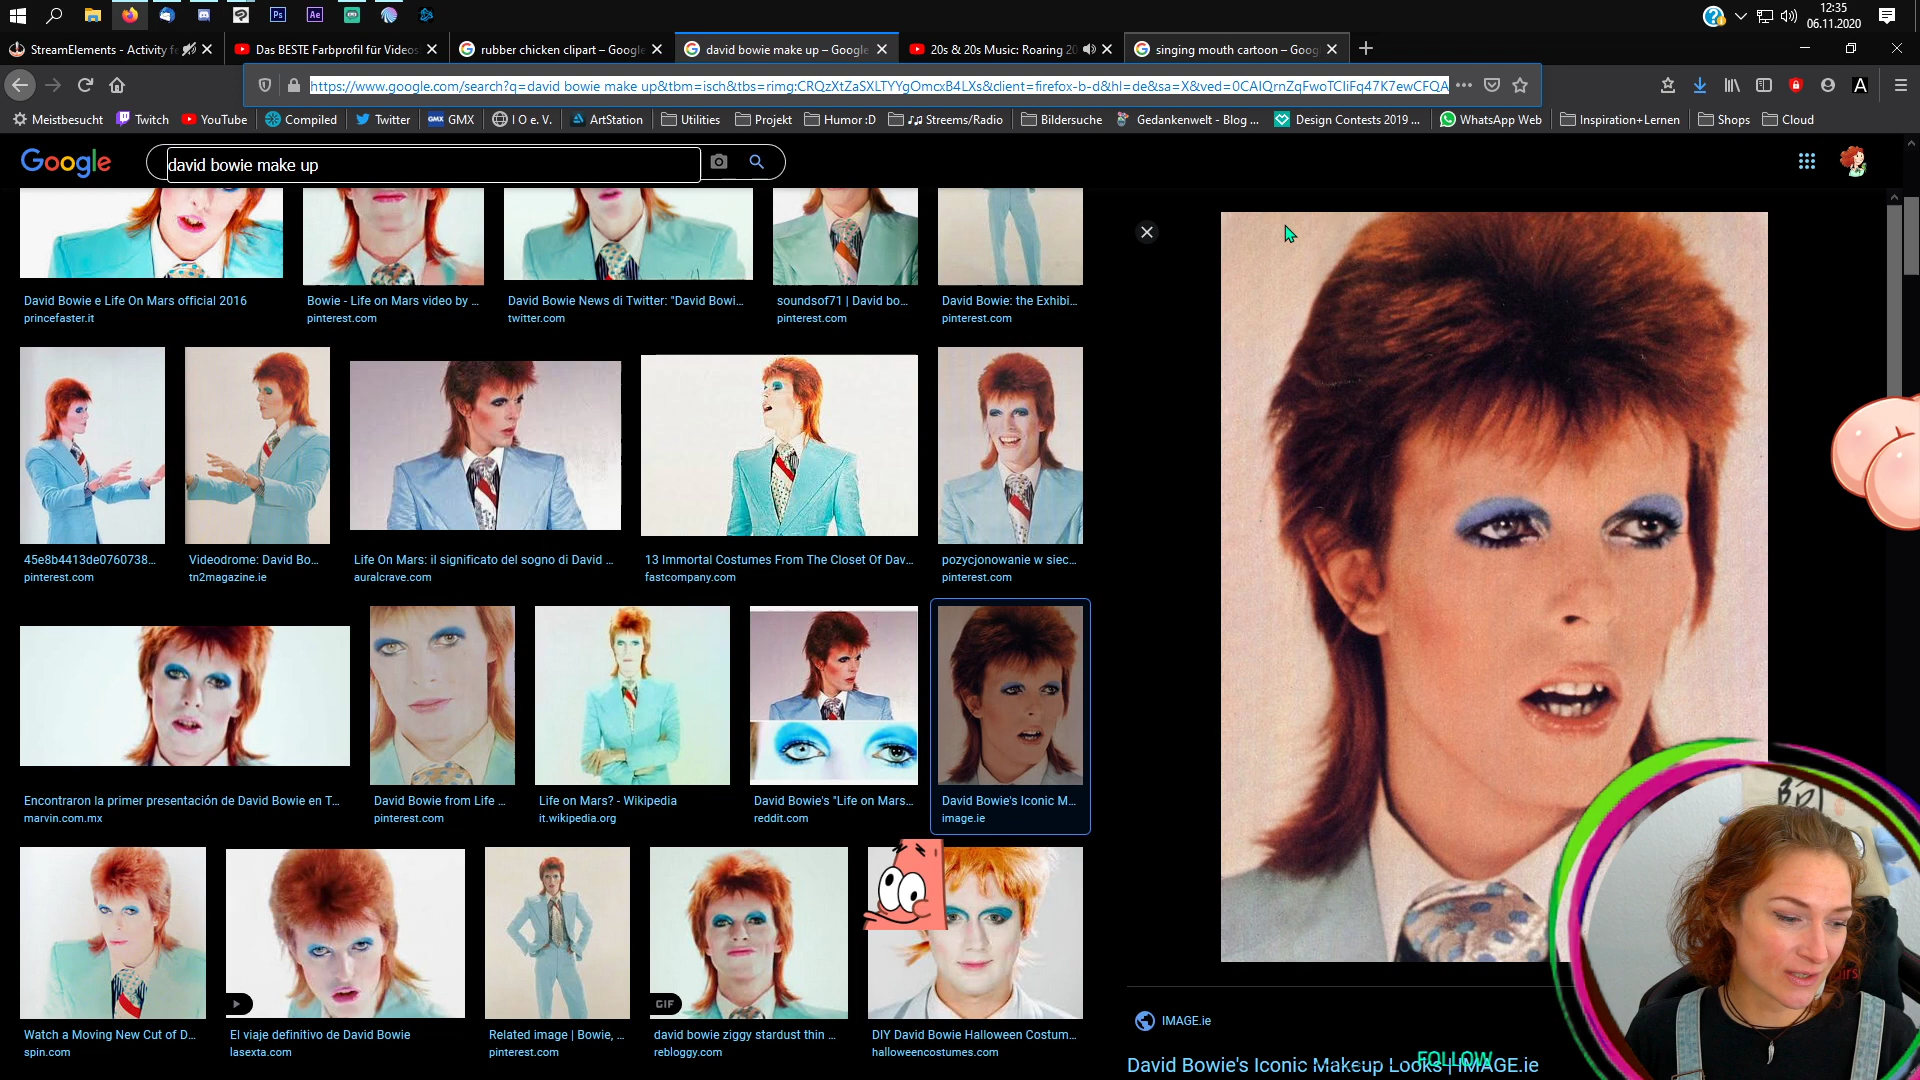 12:35
06.11.2020
StreamElements - Activity fe
Das BESTE Farbprofil für Videos
rubber chicken clipart – Google
david bowie make up – Google
20s & 20s Music: Roaring 20
singing mouth cartoon – Goog
https://www.google.com/search?q=david bowie make up&tbm=isch&tbs=rimg:CRQzXtZaSXLTYYgOmcxB4LXs&client=firefox-b-d&hl=de&sa=X&ved=0CAIQrnZqFwoTCIiFq47K7ewCFQA
Meistbesucht
Twitch
YouTube
Compiled
Twitter
GMX GMX
I O e. V.
ArtStation
Utilities
Projekt
Humor :D
Streems/Radio
Bildersuche
Gedankenwelt - Blog ...
Design Contests 2019 ...
WhatsApp Web
Inspiration+Lernen
Shops
Cloud
Google
david bowie make up
David Bowie e Life On Mars official 2016
princefaster.it
Bowie - Life on Mars video by ...
pinterest.com
David Bowie News di Twitter: "David Bowi...
twitter.com
soundsof71 | David bo...
pinterest.com
David Bowie: the Exhibi...
pinterest.com
45e8b4413de0760738...
pinterest.com
Videodrome: David Bo...
tn2magazine.ie
Life On Mars: il significato del sogno di David ...
auralcrave.com
13 Immortal Costumes From The Closet Of Dav...
fastcompany.com
pozycjonowanie w siec...
pinterest.com
Encontraron la primer presentación de David Bowie en T...
marvin.com.mx
David Bowie from Life ...
pinterest.com
Life on Mars? - Wikipedia
it.wikipedia.org
David Bowie's "Life on Mars...
reddit.com
David Bowie's Iconic M...
image.ie
GIF
Watch a Moving New Cut of D...
spin.com
El viaje definitivo de David Bowie
lasexta.com
Related image | Bowie, ...
pinterest.com
david bowie ziggy stardust thin ...
rebloggy.com
DIY David Bowie Halloween Costum...
halloweencostumes.com
IMAGE.ie
David Bowie's Iconic Makeup Looks | IMAGE.ie
FOLLOW